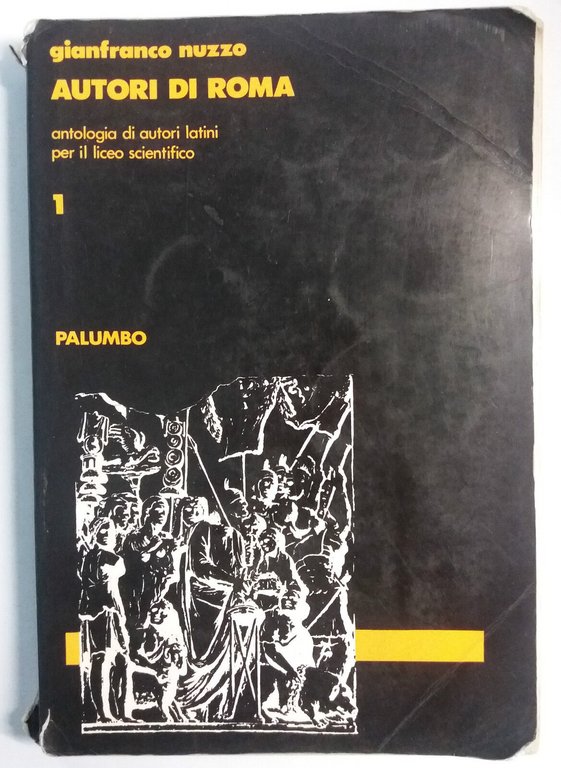 gianfranco nuzzo
AUTORI DI ROMA
antologia di autori latini
per il liceo scientifico
1
PALUMBO